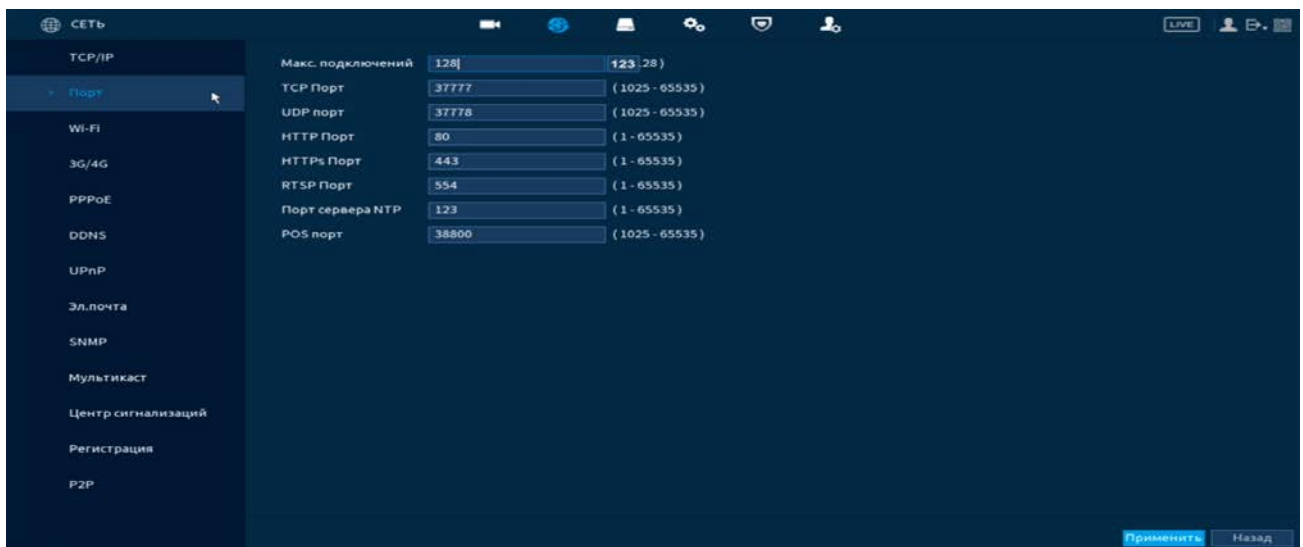 СЕТЬ LIVE
TCP/IP
Порт
Wi-Fi
3G/4G
PPPoE
DDNS
UPnP
Эл.почта
SNMP
Мультикаст
Центр сигнализаций
Регистрация
P2P
Макс. подключений 128 123 28)
TCP Порт 37777 (1025 - 65535)
UDP порт 37778 (1025 - 65535)
HTTP Порт 80 (1 - 65535)
HTTPs Порт 443 (1 - 65535)
RTSP Порт 554 (1 - 65535)
Порт сервера NTP 123 (1 - 65535)
POS порт 38800 (1025 - 65535)
Применить Назад